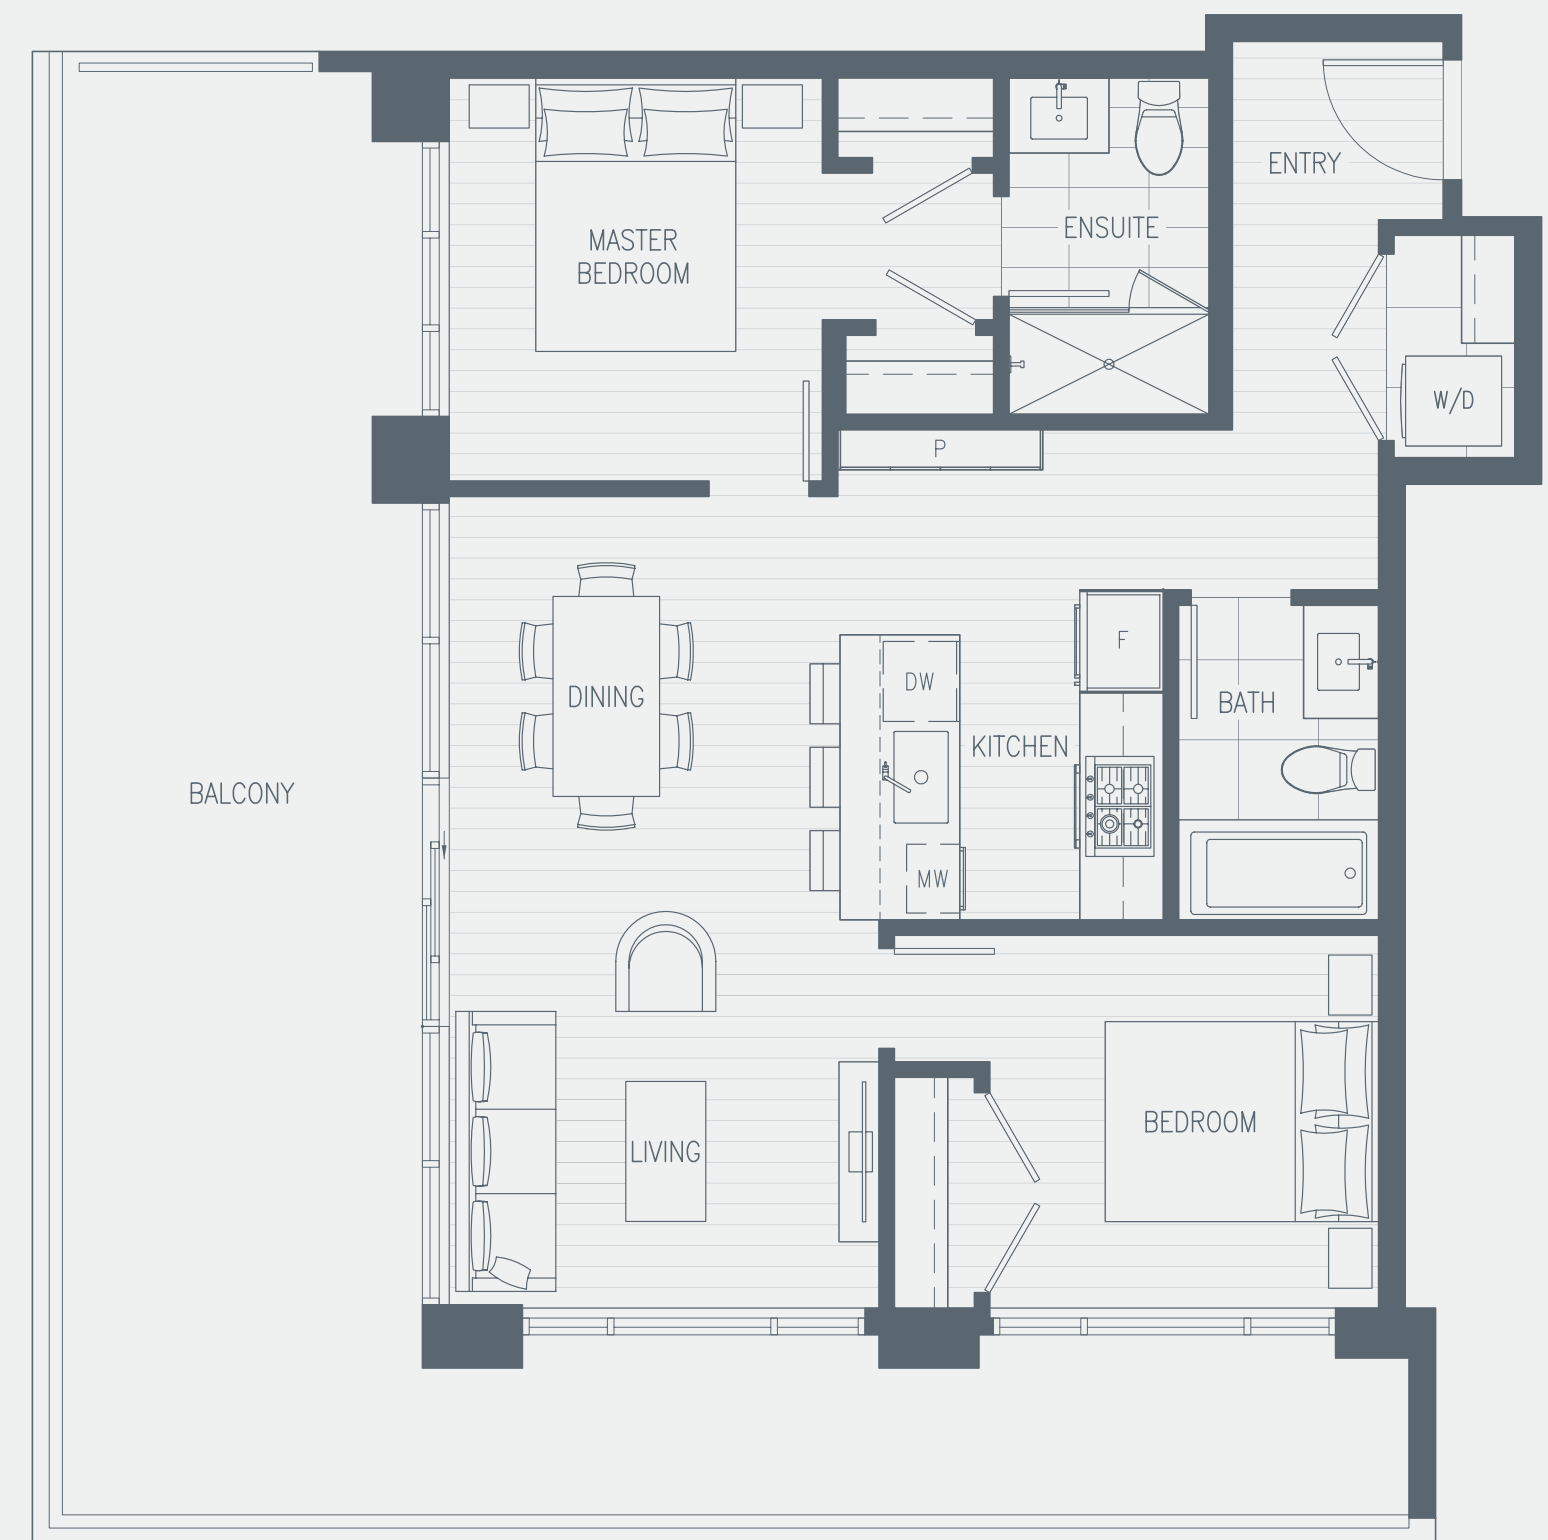 ENTRY
MASTER
BEDROOM
ENSUITE
W/D
P
F
DW
DINING
BATH
KITCHEN
BALCONY
MW
BEDROOM
LIVING